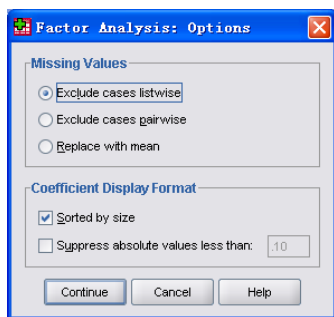 Factor Analysis: Options
Missing Values
Exclude cases listwise
Exclude cases pairwise
Replace with mean
Coefficient Display Format
Sorted by size
Suppress absolute values less than: .10
Continue Cancel Help